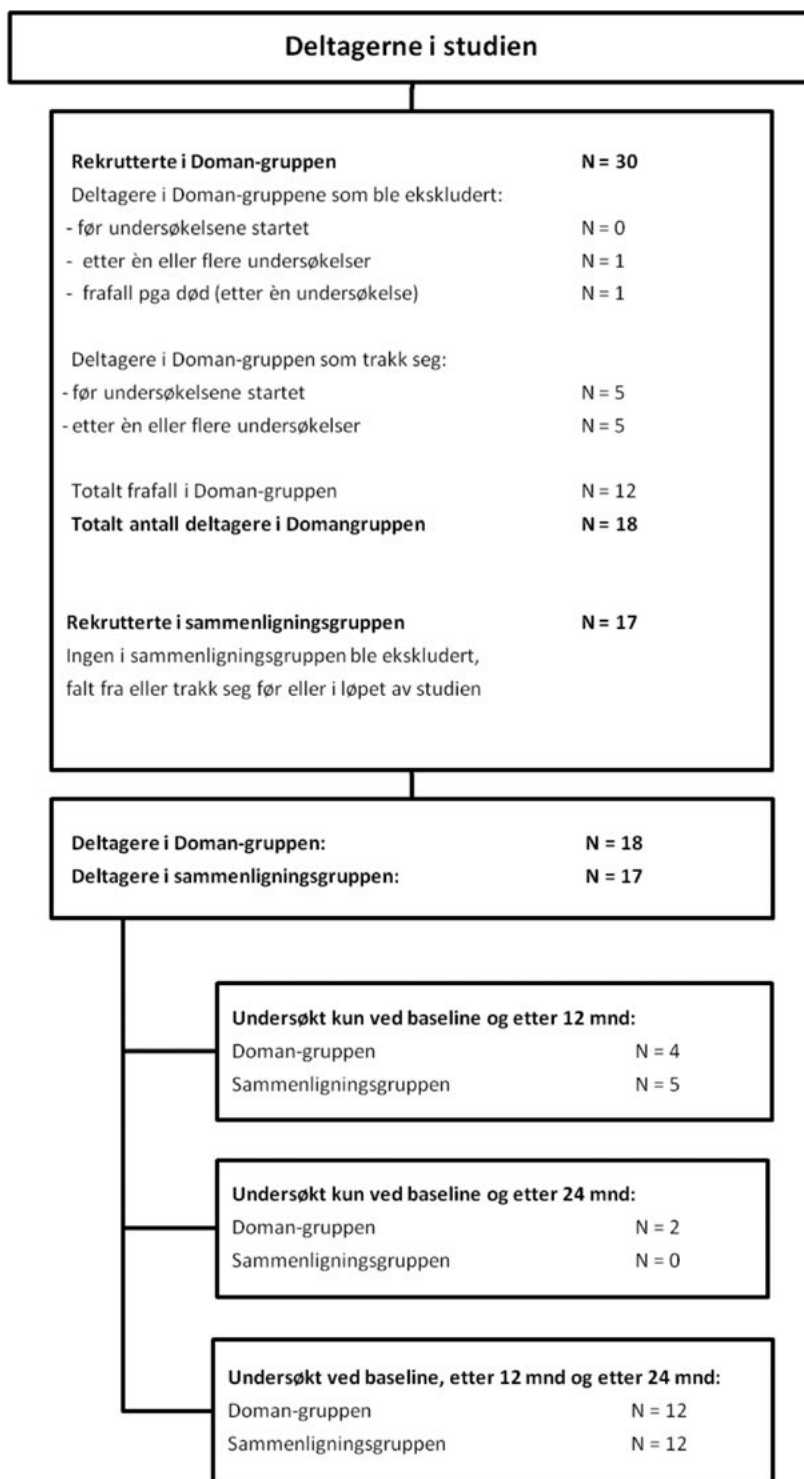 Deltagerne i studien
Rekrutterte i Doman-gruppen N = 30
Deltagere i Doman-gruppene som ble ekskludert:
- før undersøkelsene startet N = 0
- etter èn eller flere undersøkelser N = 1
- frafall pga død (etter èn undersøkelse) N = 1
Deltagere i Doman-gruppen som trakk seg:
- før undersøkelsene startet N = 5
- etter èn eller flere undersøkelser N = 5
Totalt frafall i Doman-gruppen N = 12
Totalt antall deltagere i Domangruppen N = 18
Rekrutterte i sammenligningsgruppen N = 17
Ingen i sammenligningsgruppen ble ekskludert,
falt fra eller trakk seg før eller i løpet av studien
Deltagere i Doman-gruppen: N = 18
Deltagere i sammenligningsgruppen: N = 17
Undersøkt kun ved baseline og etter 12 mnd:
Doman-gruppen N = 4
Sammenligningsgruppen N = 5
Undersøkt kun ved baseline og etter 24 mnd:
Doman-gruppen N = 2
Sammenligningsgruppen N = 0
Undersøkt ved baseline, etter 12 mnd og etter 24 mnd:
Doman-gruppen N = 12
Sammenligningsgruppen N = 12